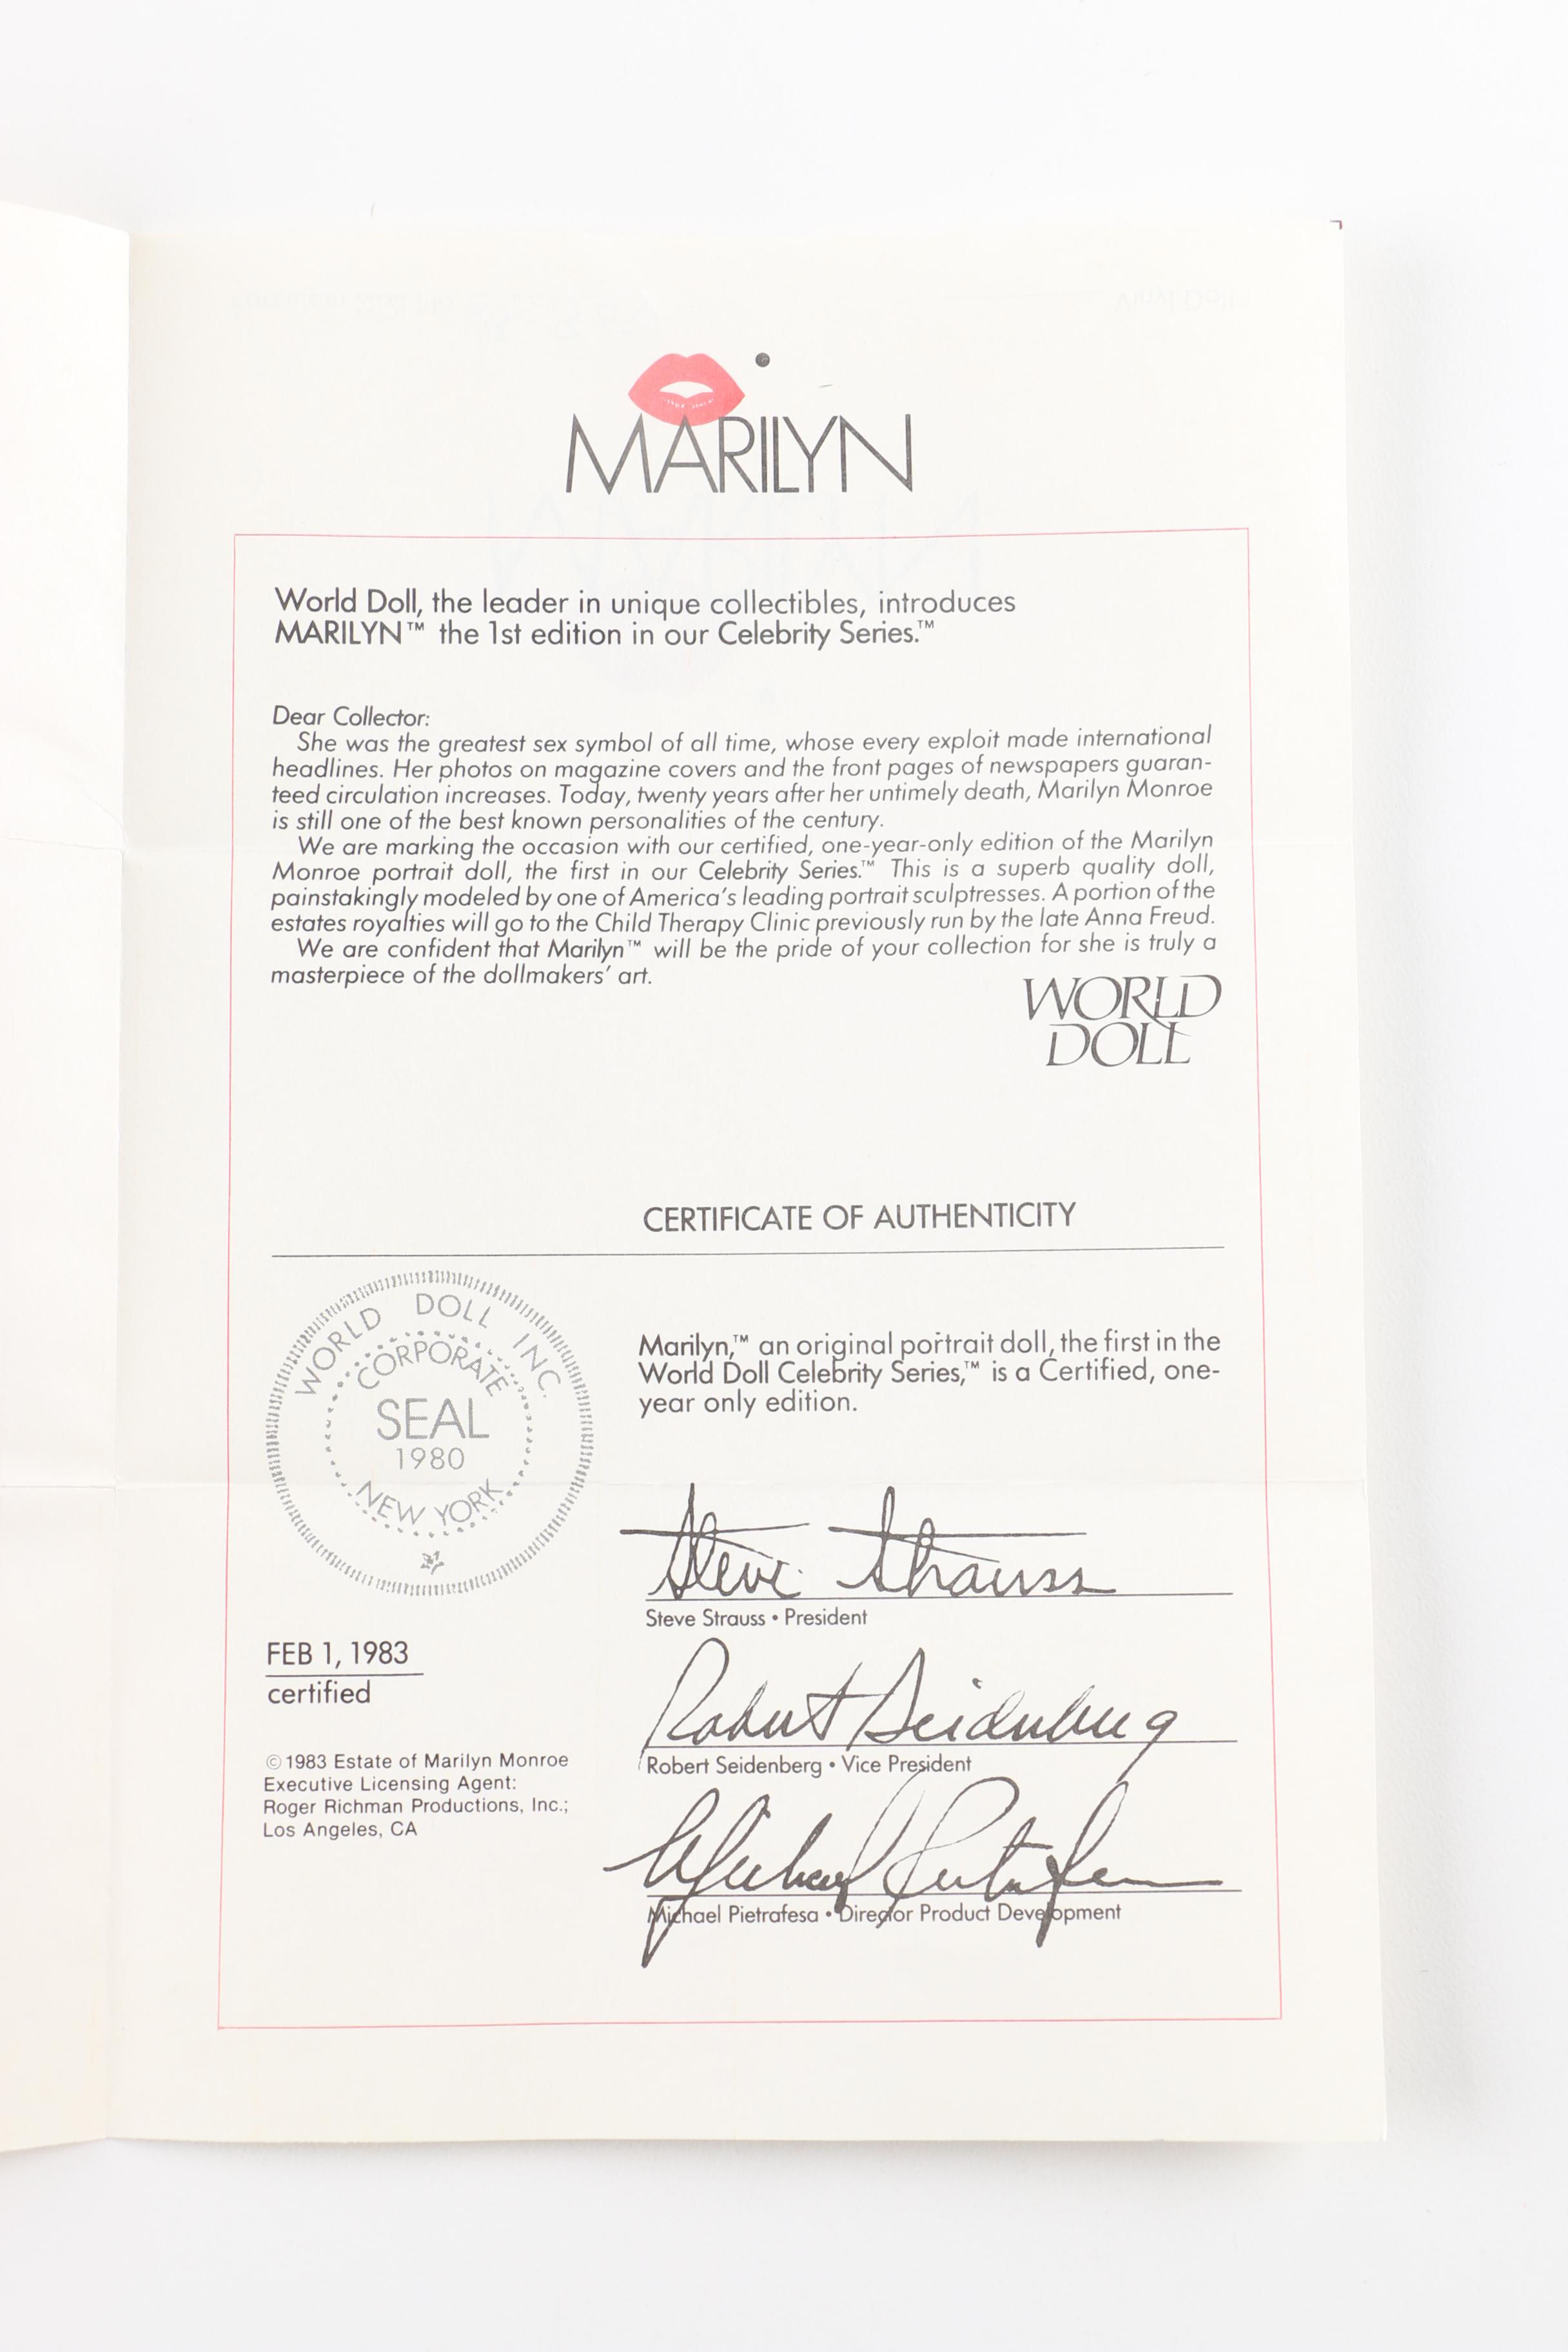 MARILYN
World Doll, the leader in unique collectibles, introduces
MARILYN™ the 1st edition in our Celebrity Series.™
Dear Collector:
She was the greatest sex symbol of all time, whose every exploit made international
headlines. Her photos on magazine covers and the front pages of newspapers guaran-
teed circulation increases. Today, twenty years after her untimely death, Marilyn Monroe
is still one of the best known personalities of the century.
We are marking the occasion with our certified, one-year-only edition of the Marilyn
Monroe portrait doll, the first in our Celebrity Series.™ This is a superb quality doll,
painstakingly modeled by one of America's leading portrait sculptresses. A portion of the
estates royalties will go to the Child Therapy Clinic previously run by the late Anna Freud.
We are confident that Marilyn™ will be the pride of your collection for she is truly a
masterpiece of the dollmakers' art.
WORLD
DOLL
CERTIFICATE OF AUTHENTICITY
WORLD DOLL INC.
CORPORATE
SEAL
1980
NEW YORK
Marilyn,™ an original portrait doll, the first in the
World Doll Celebrity Series,™ is a Certified, one-
year only edition.
Steve Strauss
Steve Strauss • President
FEB 1, 1983
certified
Robert Seidenberg
Robert Seidenberg • Vice President
©1983 Estate of Marilyn Monroe
Executive Licensing Agent:
Roger Richman Productions, Inc.;
Los Angeles, CA
Michael Pietrafesa
Michael Pietrafesa • Director Product Development